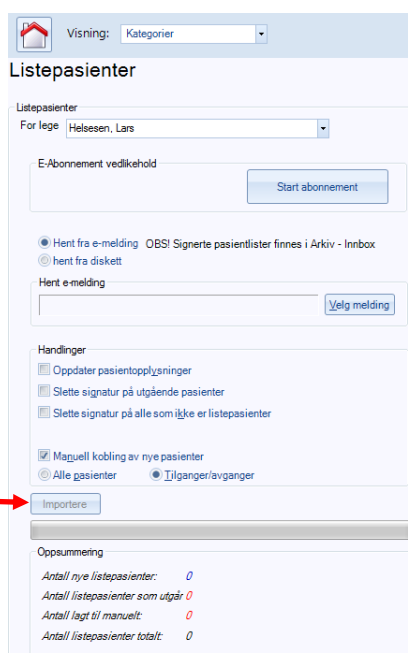 Visning: Kategorier
Listepasienter
Listepasienter
For lege Helsesen, Lars
E-Abonnement vedlikehold
Start abonnement
Hent fra e-melding OBS! Signerte pasientlister finnes i Arkiv - Innbox
hent fra diskett
Hent e-melding
Velg melding
Handlinger
Oppdater pasientopplysninger
Slette signatur på utgående pasienter
Slette signatur på alle som ikke er listepasienter
Manuell kobling av nye pasienter
Alle pasienter Tilganger/avganger
Importere
Oppsummering
Antall nye listepasienter: 0
Antall listepasienter som utgår 0
Antall lagt til manuelt: 0
Antall listepasienter totalt: 0